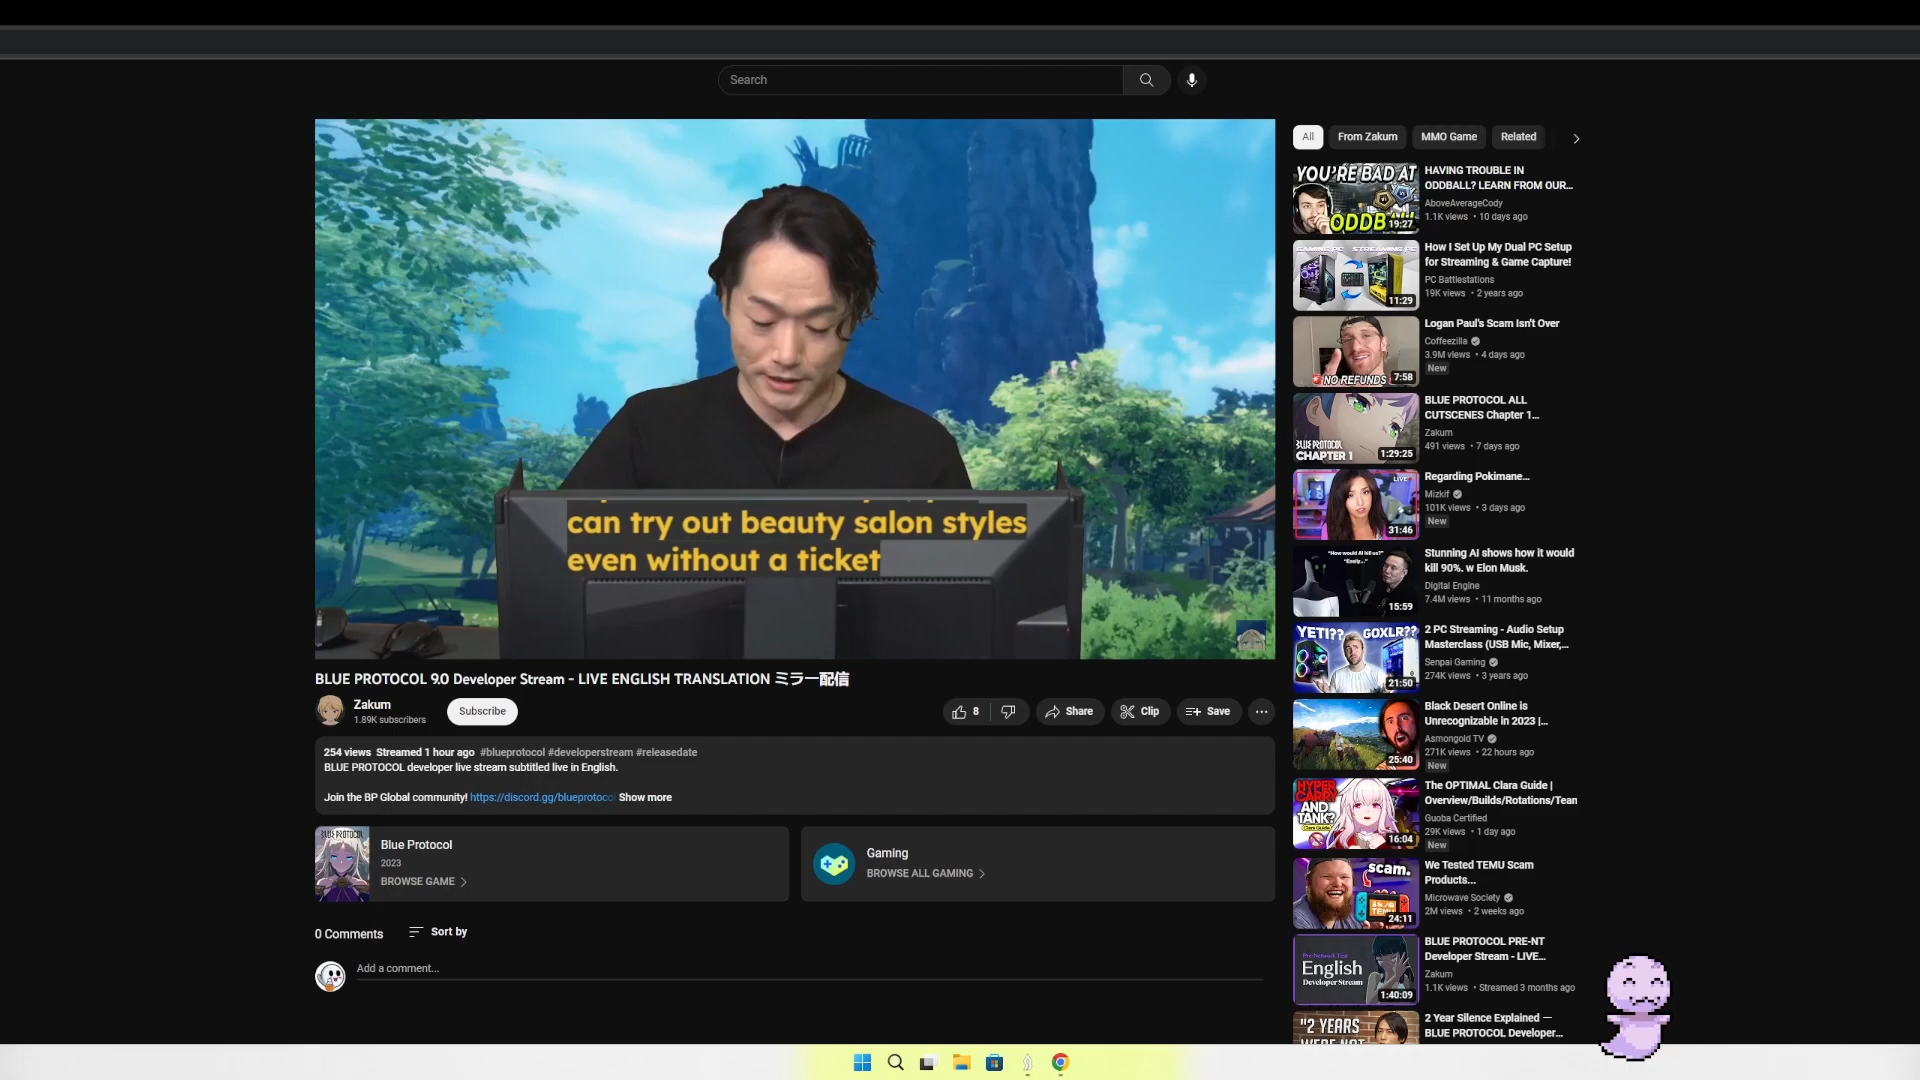 Search
All
From Zakum
MMO Game
Related
can try out beauty salon styles
even without a ticket
BLUE PROTOCOL 9.0 Developer Stream - LIVE ENGLISH TRANSLATION ミラー配信
Zakum
1.89K subscribers
Subscribe
8
Share
Clip
Save
254 views Streamed 1 hour ago #blueprotocol #developerstream #releasedate
BLUE PROTOCOL developer live stream subtitled live in English.
Join the BP Global community! https://discord.gg/blueprotocol Show more
BLUE PROTOCOL
Blue Protocol
2023
BROWSE GAME
Gaming
BROWSE ALL GAMING
0 Comments
Sort by
Add a comment...
YOU'RE BAD AT
ODDBALL
19:27
HAVING TROUBLE IN
ODDBALL? LEARN FROM OUR...
AboveAverageCody
1.1K views • 10 days ago
GAMING PC STREAMING PC
11:29
How I Set Up My Dual PC Setup
for Streaming & Game Capture!
PC Battlestations
19K views • 2 years ago
NO REFUNDS
7:58
Logan Paul's Scam Isn't Over
Coffeezilla
3.9M views • 4 days ago
New
BLUE PROTOCOL
CHAPTER 1
1:29:25
BLUE PROTOCOL ALL
CUTSCENES Chapter 1...
Zakum
491 views • 7 days ago
LIVE
31:46
Regarding Pokimane...
Mizkif
101K views • 3 days ago
New
"How would AI kill us?"
"Easily..."
15:59
Stunning AI shows how it would
kill 90%. w Elon Musk.
Digital Engine
7.4M views • 11 months ago
YETI?? GOXLR??
21:50
2 PC Streaming - Audio Setup
Masterclass (USB Mic, Mixer,...
Senpai Gaming
274K views • 3 years ago
25:40
Black Desert Online is
Unrecognizable in 2023 |...
Asmongold TV
271K views • 22 hours ago
New
HYPER
CARRY
AND
TANK?
Clara Guide
16:04
The OPTIMAL Clara Guide |
Overview/Builds/Rotations/Tean
Guoba Certified
29K views • 1 day ago
New
scam.
TEMU
24:11
We Tested TEMU Scam
Products...
Microwave Society
2M views • 2 weeks ago
Pre-Network Test
English
Developer Stream
1:40:09
BLUE PROTOCOL PRE-NT
Developer Stream - LIVE...
Zakum
1.1K views • Streamed 3 months ago
"2 YEARS
WERE NOT
2 Year Silence Explained —
BLUE PROTOCOL Developer...